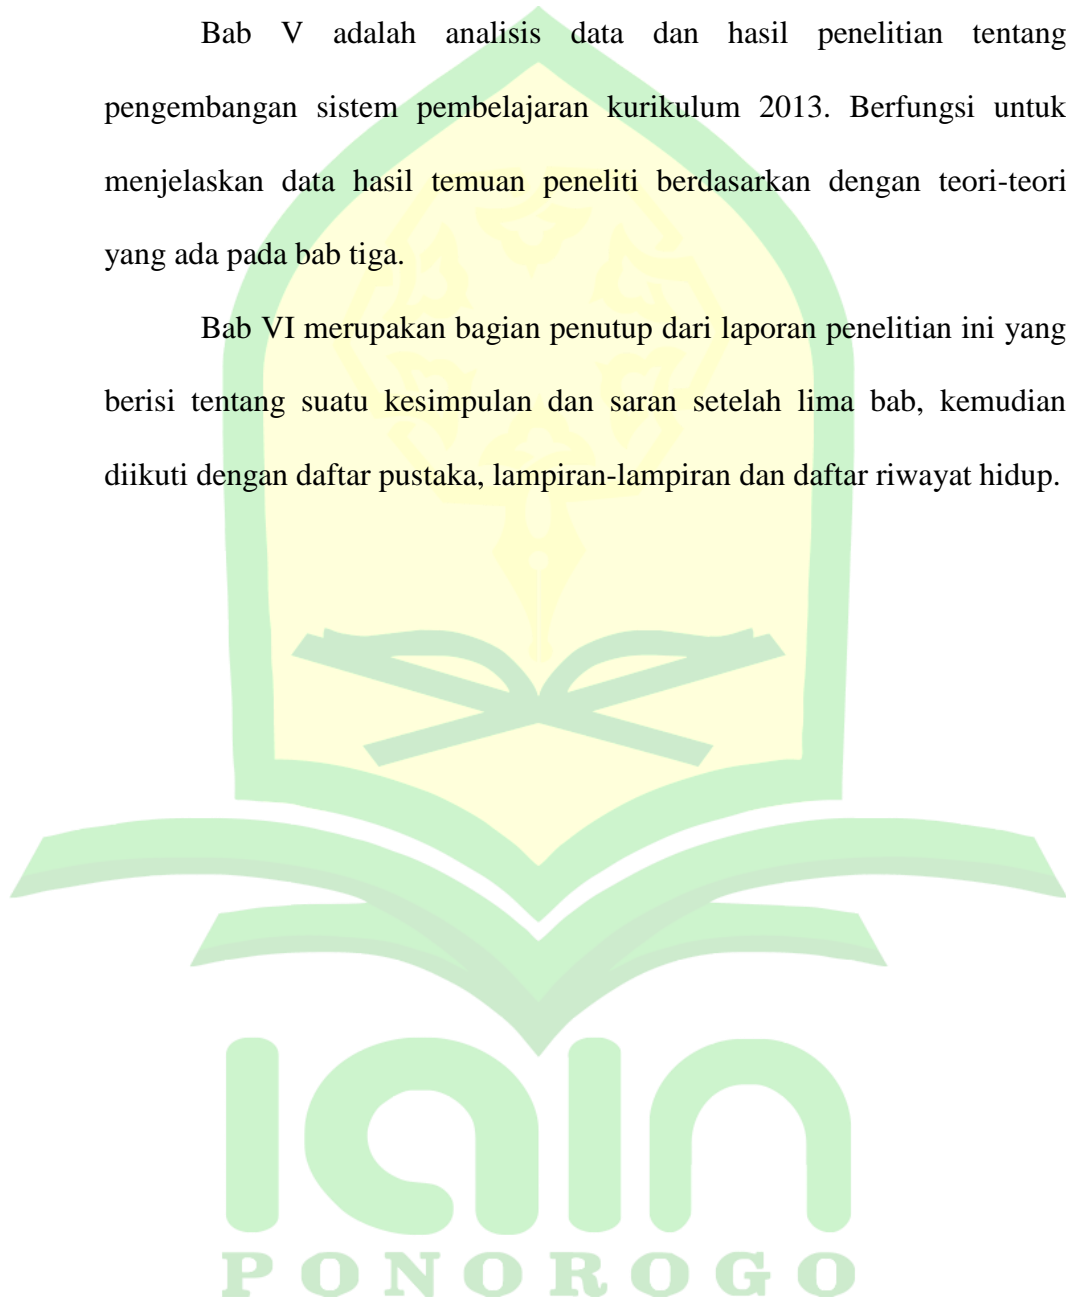 Bab V adalah analisis data dan hasil penelitian tentang
pengembangan sistem pembelajaran kurikulum 2013. Berfungsi untuk
menjelaskan data hasil temuan peneliti berdasarkan dengan teori-teori
yang ada pada bab tiga.
Bab VI merupakan bagian penutup dari laporan penelitian ini yang
berisi tentang suatu kesimpulan dan saran setelah lima bab, kemudian
diikuti dengan daftar pustaka, lampiran-lampiran dan daftar riwayat hidup.
iain
PONOROGO